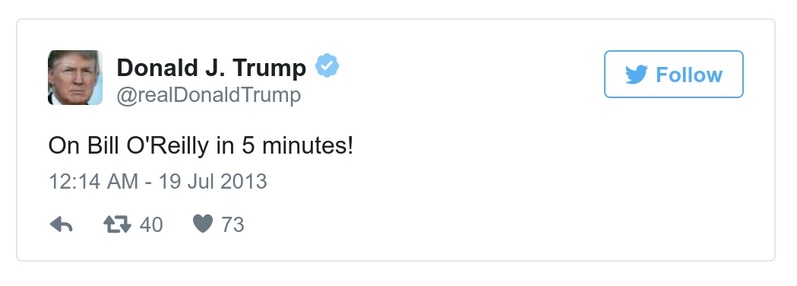 Donald J. Trump
@realDonaldTrump
Follow
On Bill O'Reilly in 5 minutes!
12:14 AM - 19 Jul 2013
40 73